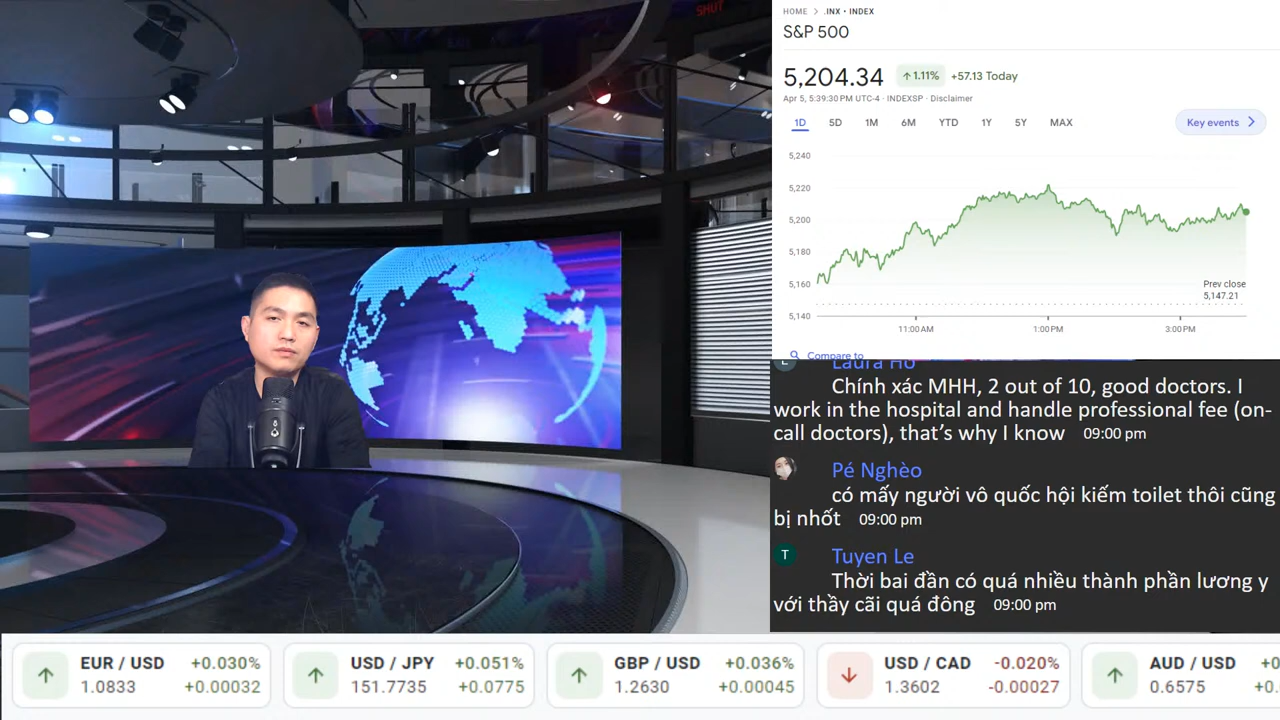 SHUT
HOME > .INX • INDEX
S&P 500
5,204.34 ↑ 1.11% +57.13 Today
Apr 5, 5:39:30 PM UTC-4 · INDEXSP · Disclaimer
1D 5D 1M 6M YTD 1Y 5Y MAX Key events >
5,240
5,220
5,200
5,180
5,160
5,140
Prev close
5,147.21
11:00 AM 1:00 PM 3:00 PM
Compare to
Laura Ho
Chính xác MHH, 2 out of 10, good doctors. I
work in the hospital and handle professional fee (on-
call doctors), that's why I know 09:00 pm
Pé Nghèo
có mấy người vô quốc hội kiếm toilet thôi cũng
bị nhốt 09:00 pm
T Tuyen Le
Thời bai đần có quá nhiều thành phần lương y
với thầy cãi quá đông 09:00 pm
EUR / USD +0.030%
1.0833 +0.00032
USD / JPY +0.051%
151.7735 +0.0775
GBP / USD +0.036%
1.2630 +0.00045
USD / CAD -0.020%
1.3602 -0.00027
AUD / USD +0
0.6575 +0.